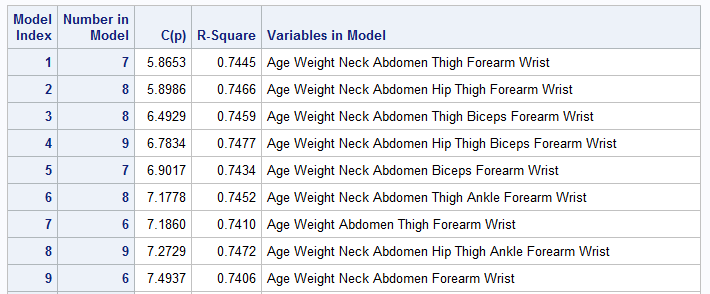 Model Index Number in Model C(p) R-Square Variables in Model
1 7 5.8653 0.7445 Age Weight Neck Abdomen Thigh Forearm Wrist
2 8 5.8986 0.7466 Age Weight Neck Abdomen Hip Thigh Forearm Wrist
3 8 6.4929 0.7459 Age Weight Neck Abdomen Thigh Biceps Forearm Wrist
4 9 6.7834 0.7477 Age Weight Neck Abdomen Hip Thigh Biceps Forearm Wrist
5 7 6.9017 0.7434 Age Weight Neck Abdomen Biceps Forearm Wrist
6 8 7.1778 0.7452 Age Weight Neck Abdomen Thigh Ankle Forearm Wrist
7 6 7.1860 0.7410 Age Weight Abdomen Thigh Forearm Wrist
8 9 7.2729 0.7472 Age Weight Neck Abdomen Hip Thigh Ankle Forearm Wrist
9 6 7.4937 0.7406 Age Weight Neck Abdomen Forearm Wrist